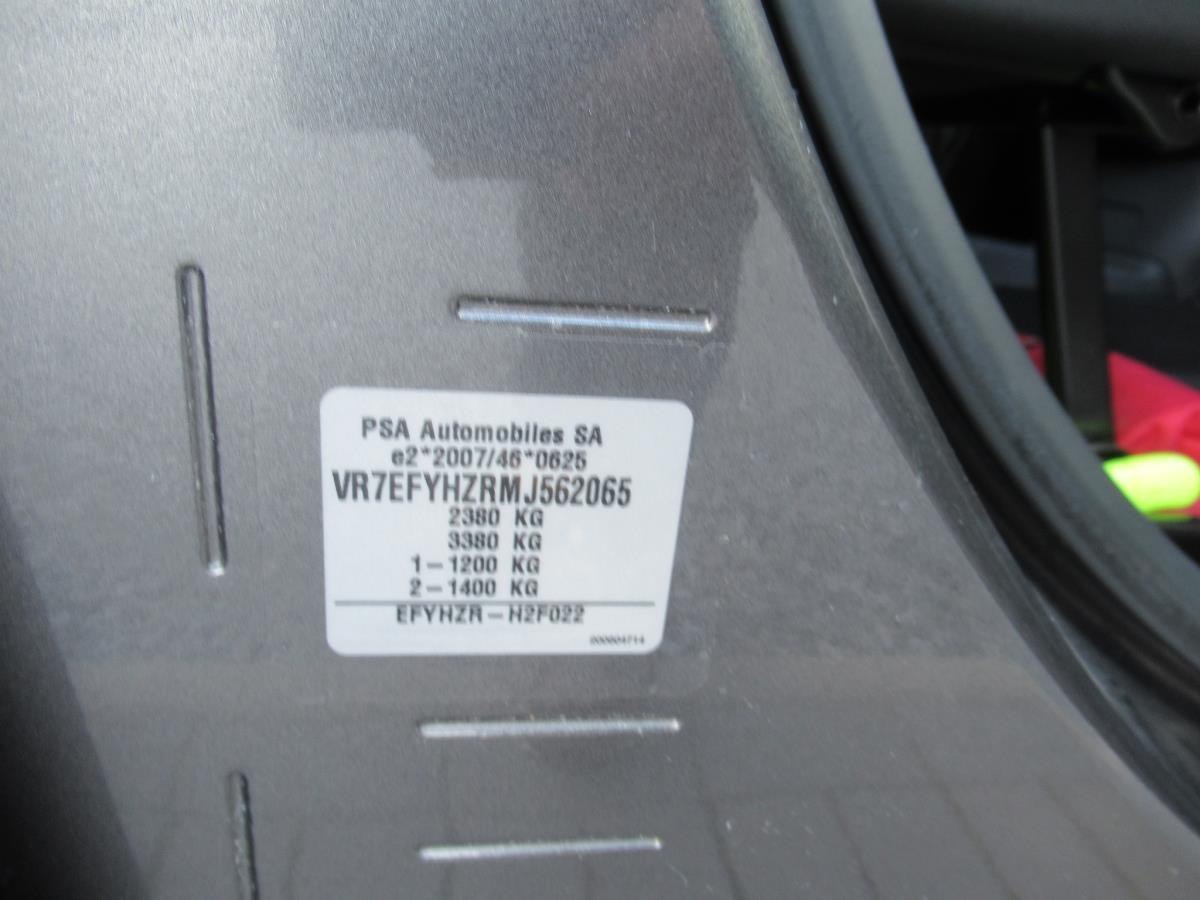 PSA Automobiles SA
e2*2007/46*0625
VR7EFYHZRMJ562065
2380 KG
3380 KG
1-1200 KG
2-1400 KG
EFYHZR-H2F022
000004714